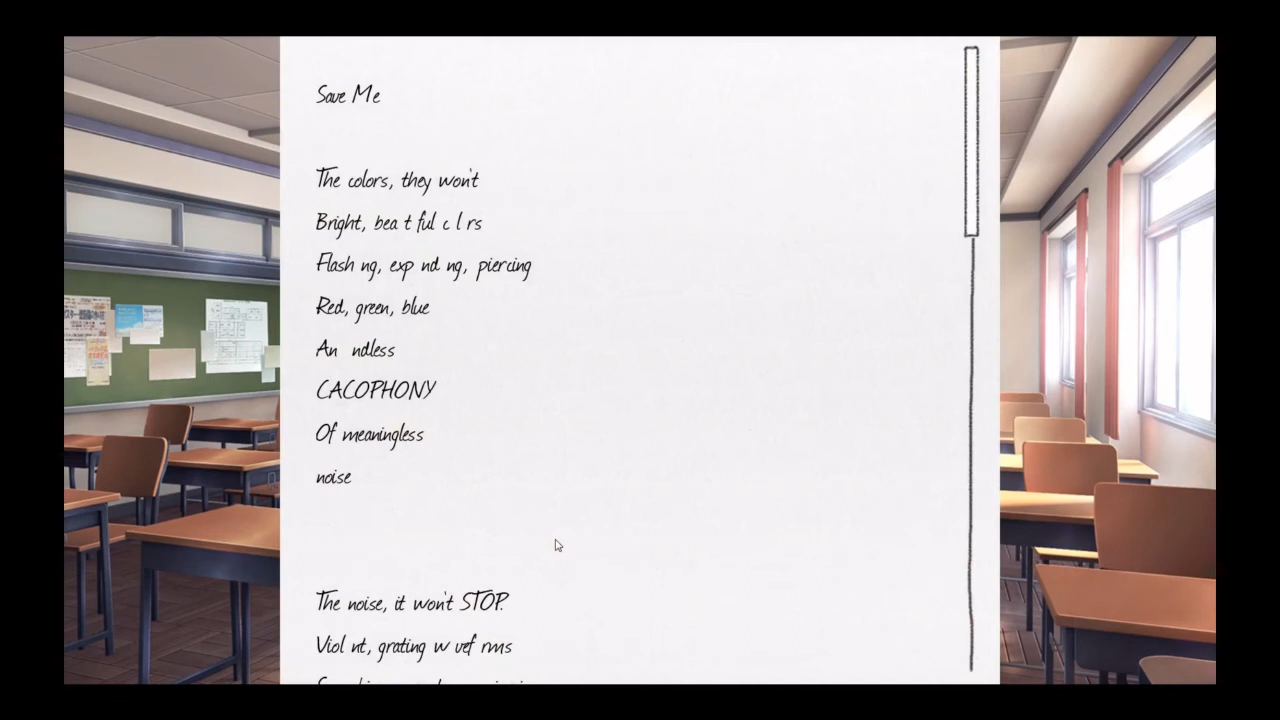 Save Me
The colors, they won't
Bright, bea t ful c l rs
Flash ng, exp nd ng, piercing
Red, green, blue
An ndless
CACOPHONY
Of meaningless
noise
The noise, it won't STOP.
Viol nt, grating w vef rms